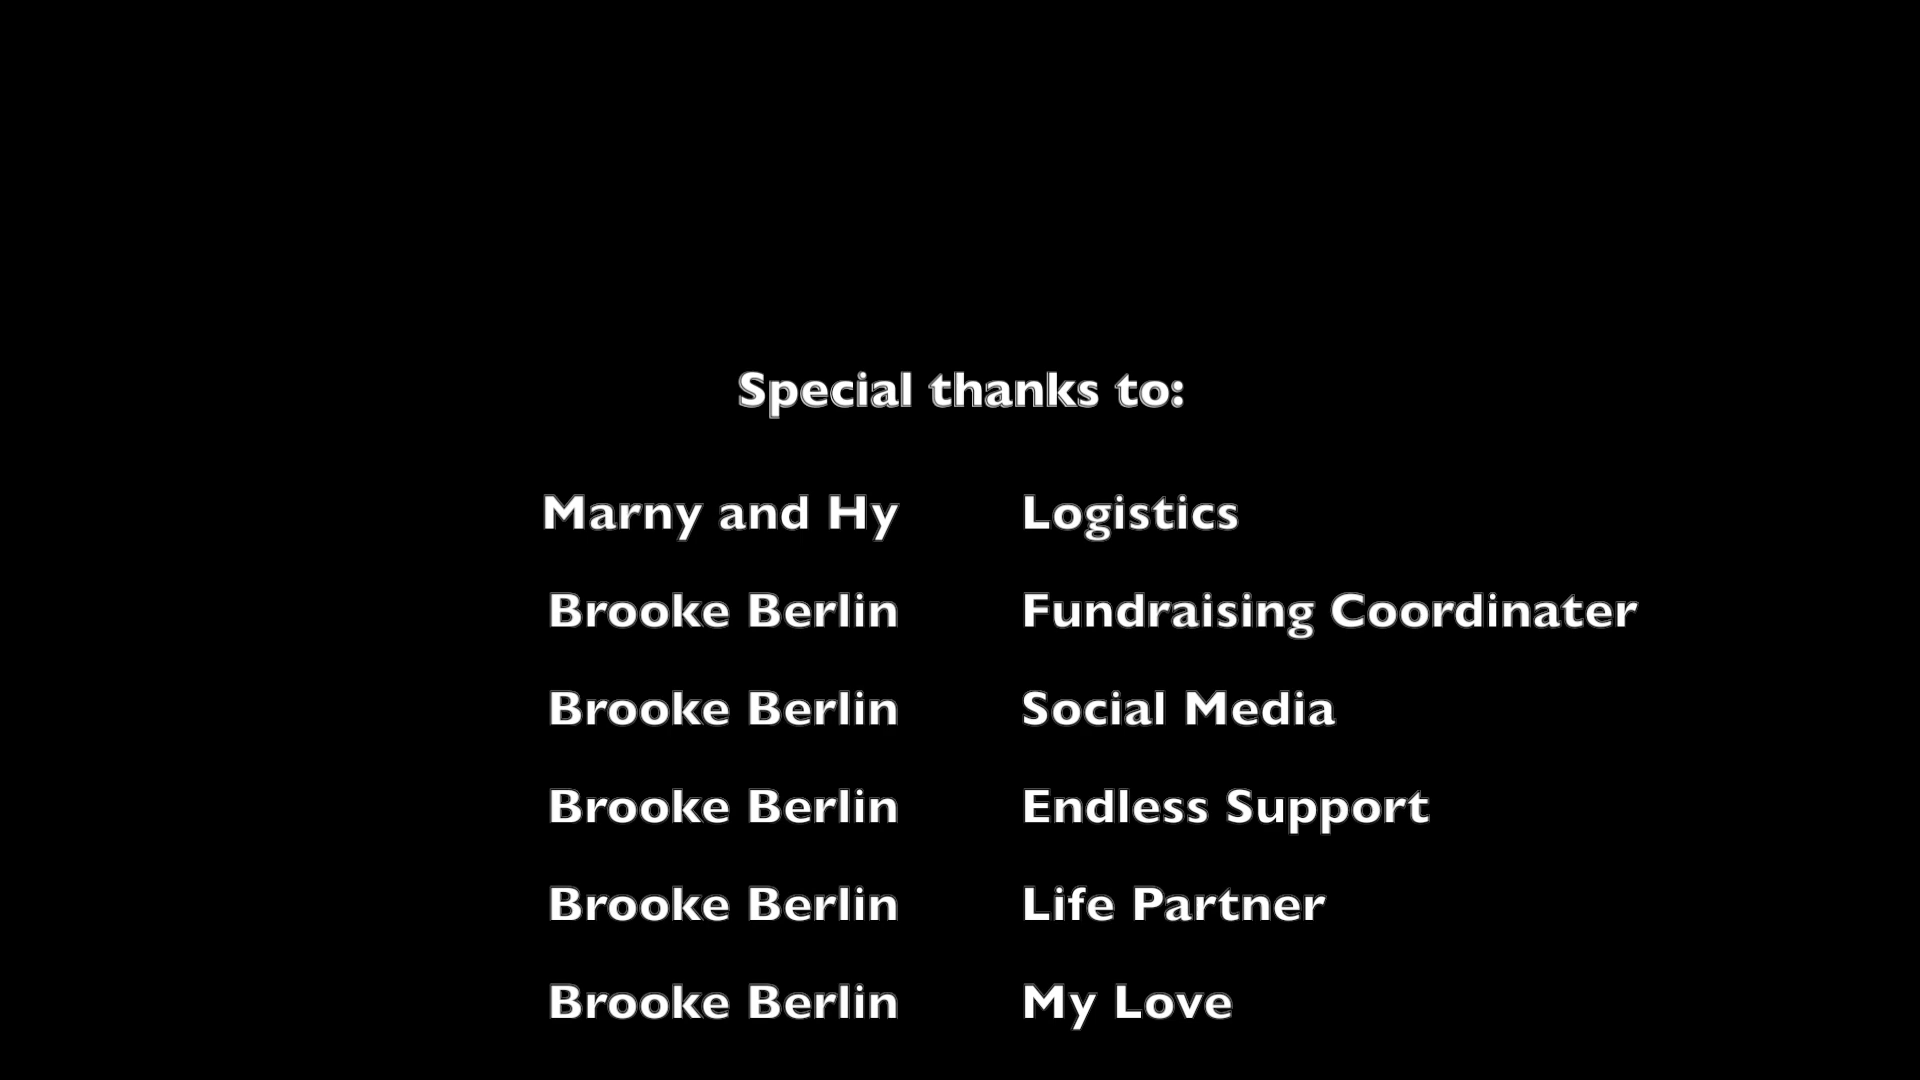 Special thanks to:
Marny and Hy Logistics
Brooke Berlin Fundraising Coordinater
Brooke Berlin Social Media
Brooke Berlin Endless Support
Brooke Berlin Life Partner
Brooke Berlin My Love